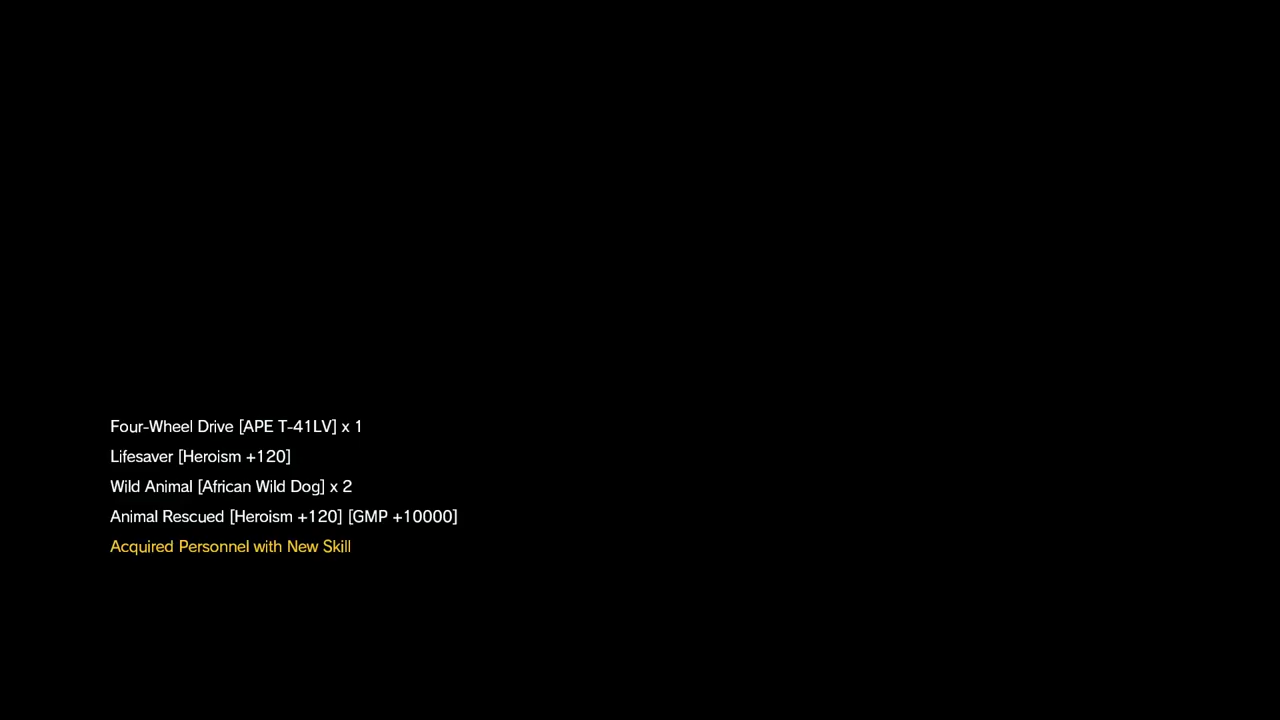 Four-Wheel Drive [APE T-41LV] x 1
Lifesaver [Heroism +120]
Wild Animal [African Wild Dog] x 2
Animal Rescued [Heroism +120] [GMP +10000]
Acquired Personnel with New Skill